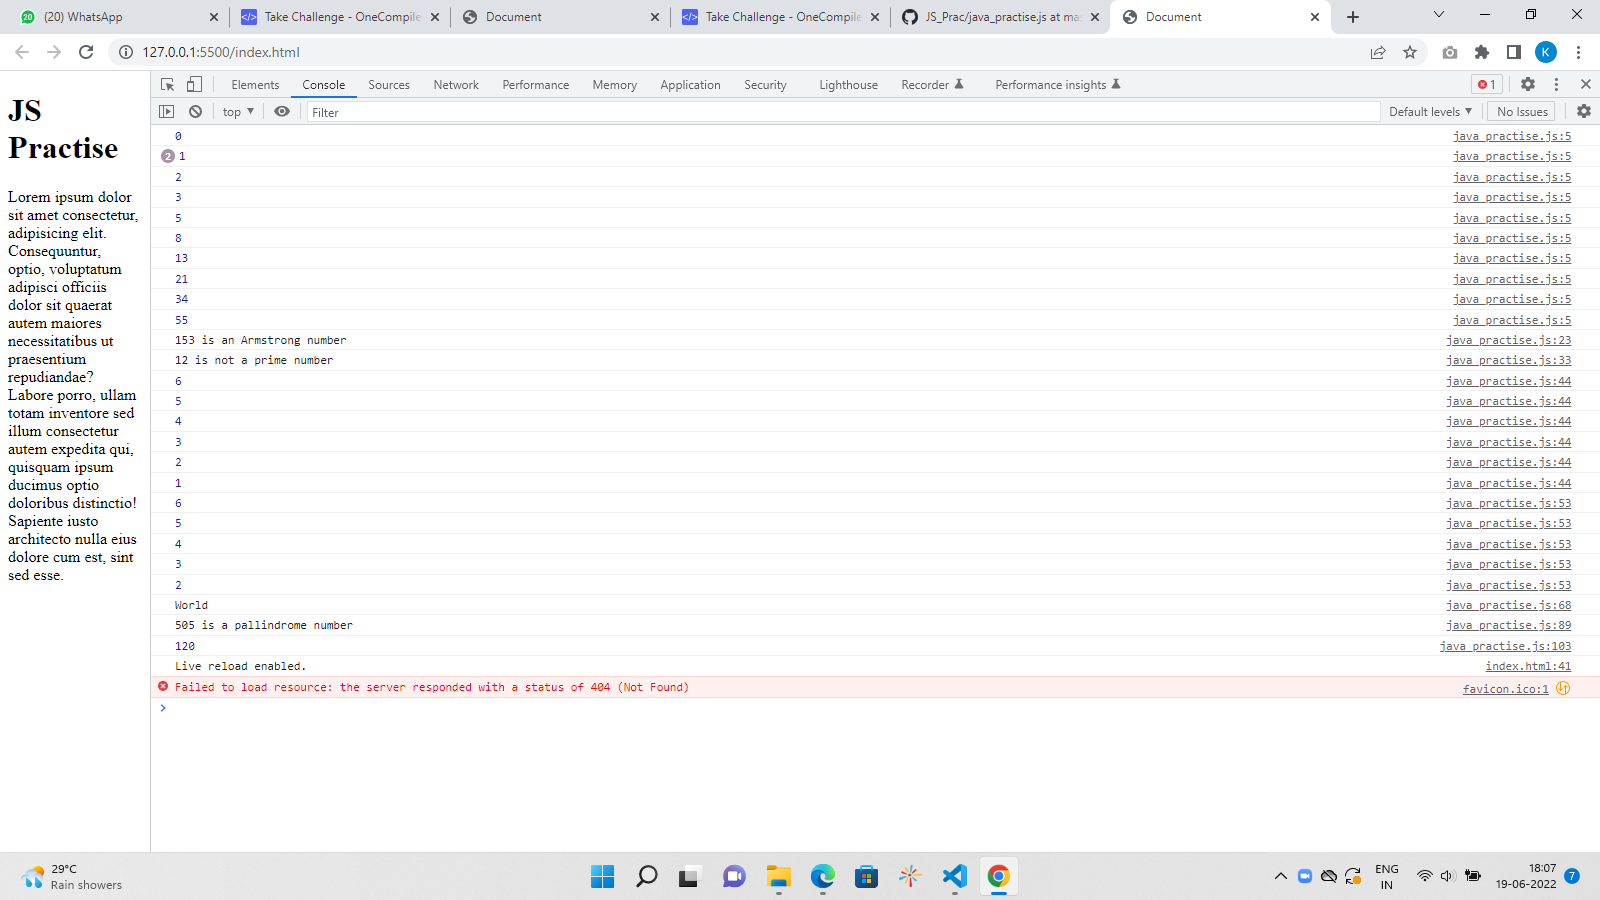 20
(20) WhatsApp
Take Challenge - OneCompile
Document
Take Challenge - OneCompile
JS_Prac/java_practise.js at ma
Document
127.0.0.1:5500/index.html
K
JS
Practise
Lorem ipsum dolor
sit amet consectetur,
adipisicing elit.
Consequuntur,
optio, voluptatum
adipisci officiis
dolor sit quaerat
autem maiores
necessitatibus ut
praesentium
repudiandae?
Labore porro, ullam
totam inventore sed
illum consectetur
autem expedita qui,
quisquam ipsum
ducimus optio
doloribus distinctio!
Sapiente iusto
architecto nulla eius
dolore cum est, sint
sed esse.
Elements Console Sources Network Performance Memory Application Security Lighthouse Recorder Performance insights 1
top Filter Default levels No Issues
0 java_practise.js:5
2 1 java_practise.js:5
2 java_practise.js:5
3 java_practise.js:5
5 java_practise.js:5
8 java_practise.js:5
13 java_practise.js:5
21 java_practise.js:5
34 java_practise.js:5
55 java_practise.js:5
153 is an Armstrong number java_practise.js:23
12 is not a prime number java_practise.js:33
6 java_practise.js:44
5 java_practise.js:44
4 java_practise.js:44
3 java_practise.js:44
2 java_practise.js:44
1 java_practise.js:44
6 java_practise.js:53
5 java_practise.js:53
4 java_practise.js:53
3 java_practise.js:53
2 java_practise.js:53
World java_practise.js:68
505 is a pallindrome number java_practise.js:89
120 java_practise.js:103
Live reload enabled. index.html:41
Failed to load resource: the server responded with a status of 404 (Not Found) favicon.ico:1
29°C
Rain showers
ENG
IN
18:07
19-06-2022
7